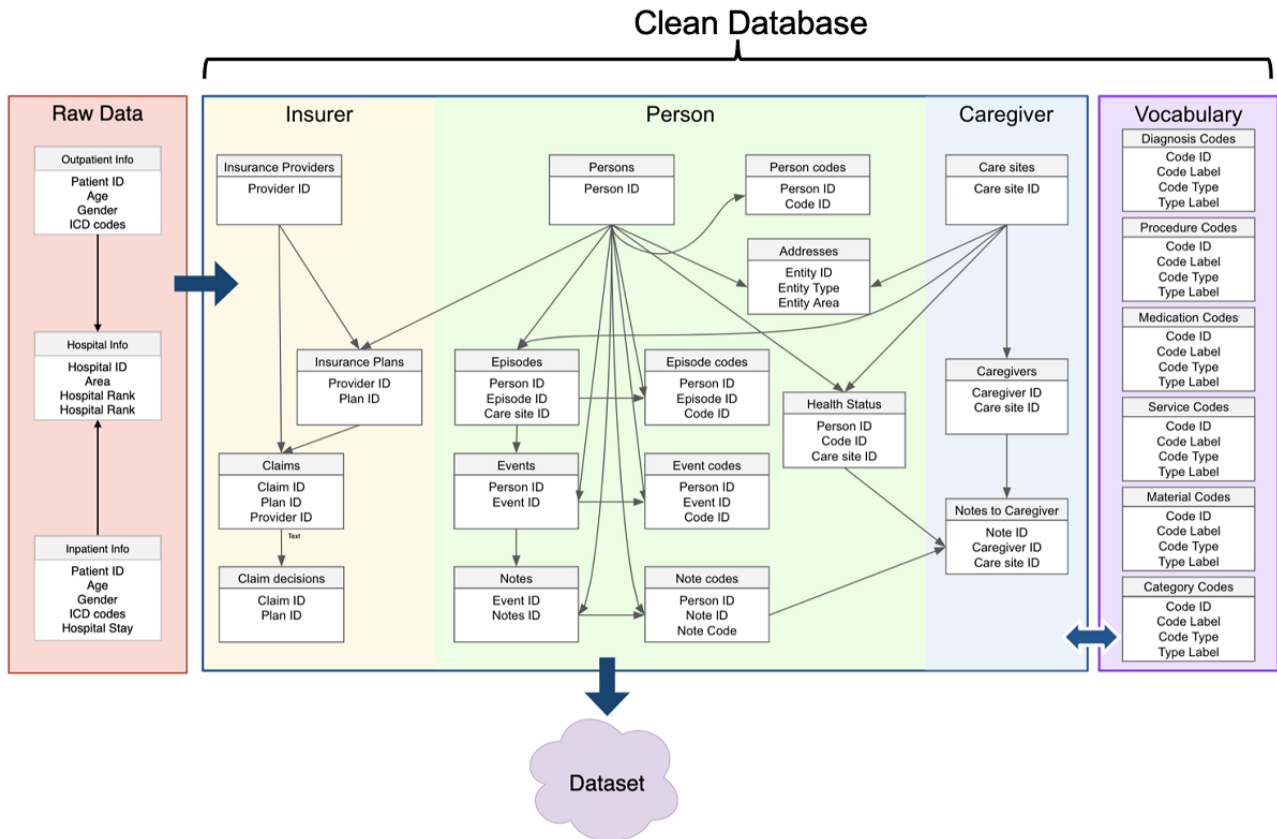 Clean Database
Raw Data
Outpatient Info
Patient ID
Age
Gender
ICD codes
Hospital Info
Hospital ID
Area
Hospital Rank
Hospital Rank
Inpatient Info
Patient ID
Age
Gender
ICD codes
Hospital Stay
Insurer
Insurance Providers
Provider ID
Insurance Plans
Provider ID
Plan ID
Claims
Claim ID
Plan ID
Provider ID
Text
Claim decisions
Claim ID
Plan ID
Person
Persons
Person ID
Person codes
Person ID
Code ID
Addresses
Entity ID
Entity Type
Entity Area
Episodes
Person ID
Episode ID
Care site ID
Episode codes
Person ID
Episode ID
Code ID
Health Status
Person ID
Code ID
Care site ID
Events
Person ID
Event ID
Event codes
Person ID
Event ID
Code ID
Notes
Event ID
Notes ID
Note codes
Person ID
Note ID
Note Code
Caregiver
Care sites
Care site ID
Caregivers
Caregiver ID
Care site ID
Notes to Caregiver
Note ID
Caregiver ID
Care site ID
Vocabulary
Diagnosis Codes
Code ID
Code Label
Code Type
Type Label
Procedure Codes
Code ID
Code Label
Code Type
Type Label
Medication Codes
Code ID
Code Label
Code Type
Type Label
Service Codes
Code ID
Code Label
Code Type
Type Label
Material Codes
Code ID
Code Label
Code Type
Type Label
Category Codes
Code ID
Code Label
Code Type
Type Label
Dataset